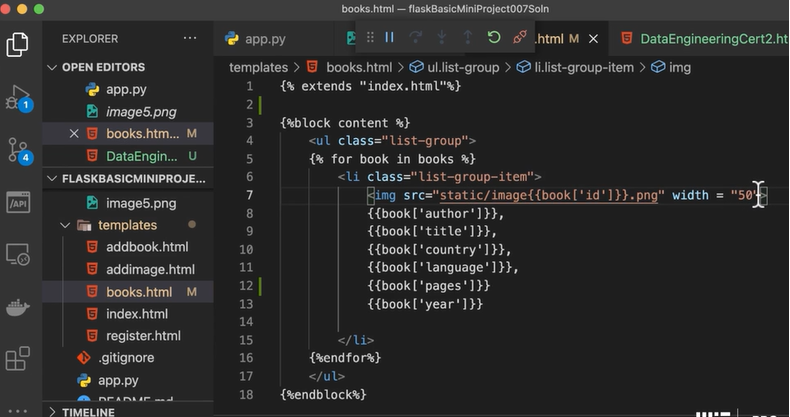 books.html — flaskBasicMiniProject007Soln
EXPLORER
OPEN EDITORS
app.py
image5.png
books.htm... M
DataEngin... U
FLASKBASICMINIPROJE...
image5.png
templates
addbook.html
addimage.html
books.html M
index.html
register.html
.gitignore
app.py
TIMELINE
1
4
/API
app.py
.html M
DataEngineeringCert2.ht
templates > books.html > ul.list-group > li.list-group-item > img
1 {% extends "index.html"%}
2
3 {%block content %}
4 <ul class="list-group">
5 {% for book in books %}
6 <li class="list-group-item">
7 <img src="static/image{{book['id']}}.png" width = "50">
8 {{book['author']}},
9 {{book['title']}},
10 {{book['country']}},
11 {{book['language']}},
12 {{book['pages']}}
13 {{book['year']}}
14
15 </li>
16 {%endfor%}
17 </ul>
18 {%endblock%}